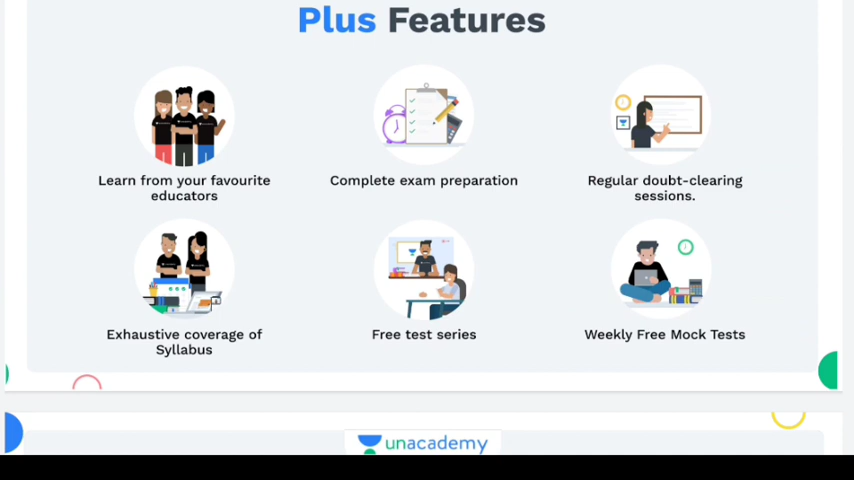 Plus Features
Learn from your favourite
educators
Complete exam preparation
Regular doubt-clearing
sessions.
Exhaustive coverage of
Syllabus
Free test series
Weekly Free Mock Tests
unacademy